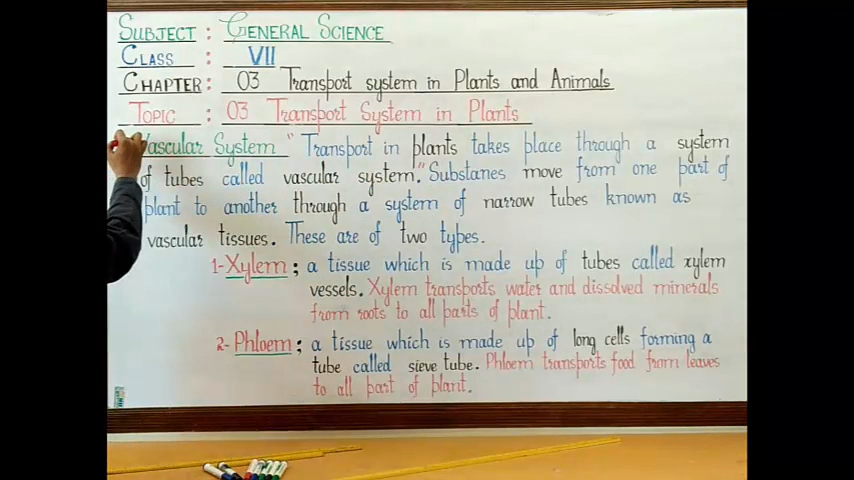 SUBJECT : GENERAL SCIENCE
CLASS : VII
CHAPTER : 03 Transport system in Plants and Animals
TOPIC : 03 Transport System in Plants
Vascular System " Transport in plants takes place through a system
of tubes called vascular system." Substanes move from one part of
plant to another through a system of narrow tubes known as
vascular tissues. These are of two types.
1- Xylem ; a tissue which is made up of tubes called xylem
vessels. Xylem transports water and dissolved minerals
from roots to all parts of plant.
2- Phloem ; a tissue which is made up of long cells forming a
tube called sieve tube. Phloem transports food from leaves
to all part of plant.